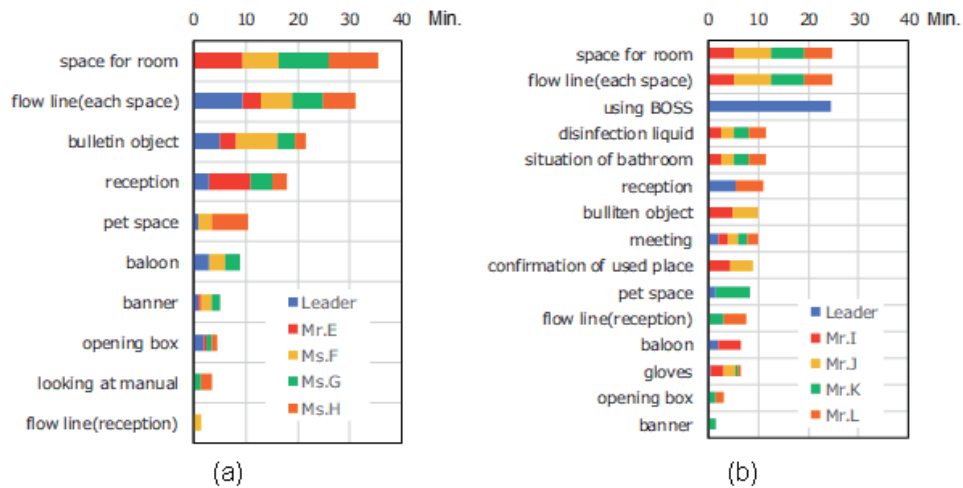 0 10 20 30 40 Min.
space for room
flow line(each space)
bulletin object
reception
pet space
baloon
banner
opening box
looking at manual
flow line(reception)
Leader
Mr.E
Ms.F
Ms.G
Ms.H
(a)
0 10 20 30 40 Min.
space for room
flow line(each space)
using BOSS
disinfection liquid
situation of bathroom
reception
bulliten object
meeting
confirmation of used place
pet space
flow line(reception)
baloon
gloves
opening box
banner
Leader
Mr.I
Mr.J
Mr.K
Mr.L
(b)